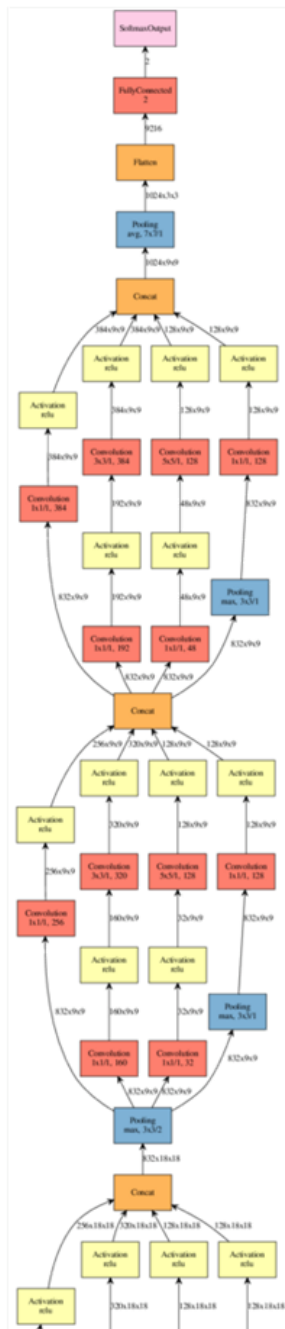 SoftmaxOutput
2
FullyConnected
2
9216
Flatten
1024x3x3
Pooling
avg, 7x7/1
1024x9x9
Concat
384x9x9 384x9x9 128x9x9 128x9x9
Activation
relu
Activation
relu
Activation
relu
Activation
relu
384x9x9 128x9x9 128x9x9
384x9x9
Convolution
3x3/1, 384
Convolution
5x5/1, 128
Convolution
1x1/1, 128
Convolution
1x1/1, 384
192x9x9 48x9x9 832x9x9
Activation
relu
Activation
relu
832x9x9 192x9x9 48x9x9
Pooling
max, 3x3/1
Convolution
1x1/1, 192
Convolution
1x1/1, 48
832x9x9 832x9x9 832x9x9
Concat
256x9x9 320x9x9 128x9x9 128x9x9
Activation
relu
Activation
relu
Activation
relu
Activation
relu
320x9x9 128x9x9 128x9x9
256x9x9
Convolution
3x3/1, 320
Convolution
5x5/1, 128
Convolution
1x1/1, 128
Convolution
1x1/1, 256
160x9x9 32x9x9 832x9x9
Activation
relu
Activation
relu
832x9x9 160x9x9 32x9x9
Pooling
max, 3x3/1
Convolution
1x1/1, 160
Convolution
1x1/1, 32
832x9x9 832x9x9 832x9x9
Pooling
max, 3x3/2
832x18x18
Concat
256x18x18 320x18x18 128x18x18 128x18x18
Activation
relu
Activation
relu
Activation
relu
Activation
relu
320x18x18 128x18x18 128x18x18